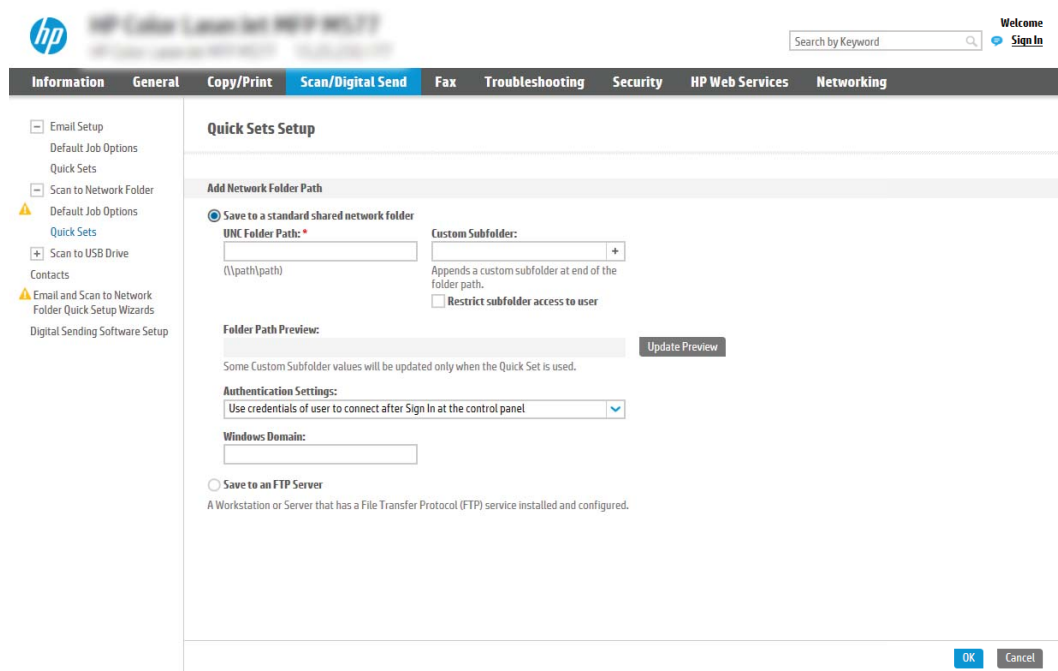 hp
HP Color LaserJet MFP M577
Welcome
Search by Keyword
Sign In
Information General Copy/Print Scan/Digital Send Fax Troubleshooting Security HP Web Services Networking
Email Setup
Default Job Options
Quick Sets
Scan to Network Folder
Default Job Options
Quick Sets
Scan to USB Drive
Contacts
Email and Scan to Network
Folder Quick Setup Wizards
Digital Sending Software Setup
Quick Sets Setup
Add Network Folder Path
Save to a standard shared network folder
UNC Folder Path: *
(\\path\path)
Custom Subfolder:
Appends a custom subfolder at end of the
folder path.
Restrict subfolder access to user
Folder Path Preview:
Update Preview
Some Custom Subfolder values will be updated only when the Quick Set is used.
Authentication Settings:
Use credentials of user to connect after Sign In at the control panel
Windows Domain:
Save to an FTP Server
A Workstation or Server that has a File Transfer Protocol (FTP) service installed and configured.
OK Cancel